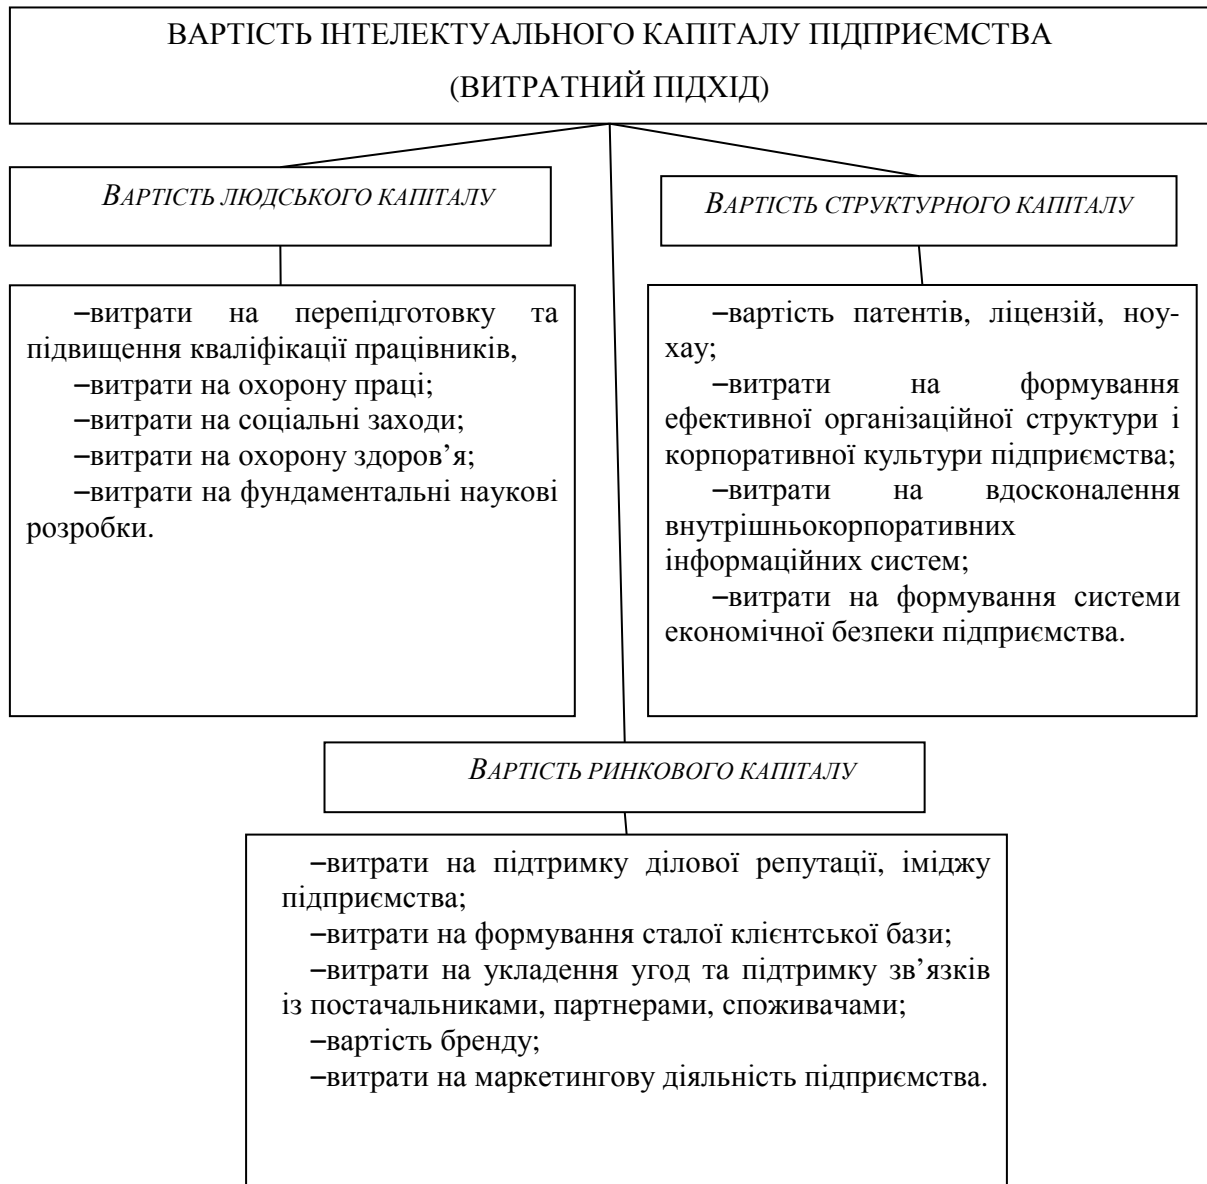 ВАРТІСТЬ ІНТЕЛЕКТУАЛЬНОГО КАПІТАЛУ ПІДПРИЄМСТВА
(ВИТРАТНИЙ ПІДХІД)
ВАРТІСТЬ ЛЮДСЬКОГО КАПІТАЛУ
ВАРТІСТЬ СТРУКТУРНОГО КАПІТАЛУ
–витрати на перепідготовку та
підвищення кваліфікації працівників,
–витрати на охорону праці;
–витрати на соціальні заходи;
–витрати на охорону здоров’я;
–витрати на фундаментальні наукові
розробки.
–вартість патентів, ліцензій, ноу-
хау;
–витрати на формування
ефективної організаційної структури і
корпоративної культури підприємства;
–витрати на вдосконалення
внутрішньокорпоративних
інформаційних систем;
–витрати на формування системи
економічної безпеки підприємства.
ВАРТІСТЬ РИНКОВОГО КАПІТАЛУ
–витрати на підтримку ділової репутації, іміджу
підприємства;
–витрати на формування сталої клієнтської бази;
–витрати на укладення угод та підтримку зв’язків
із постачальниками, партнерами, споживачами;
–вартість бренду;
–витрати на маркетингову діяльність підприємства.